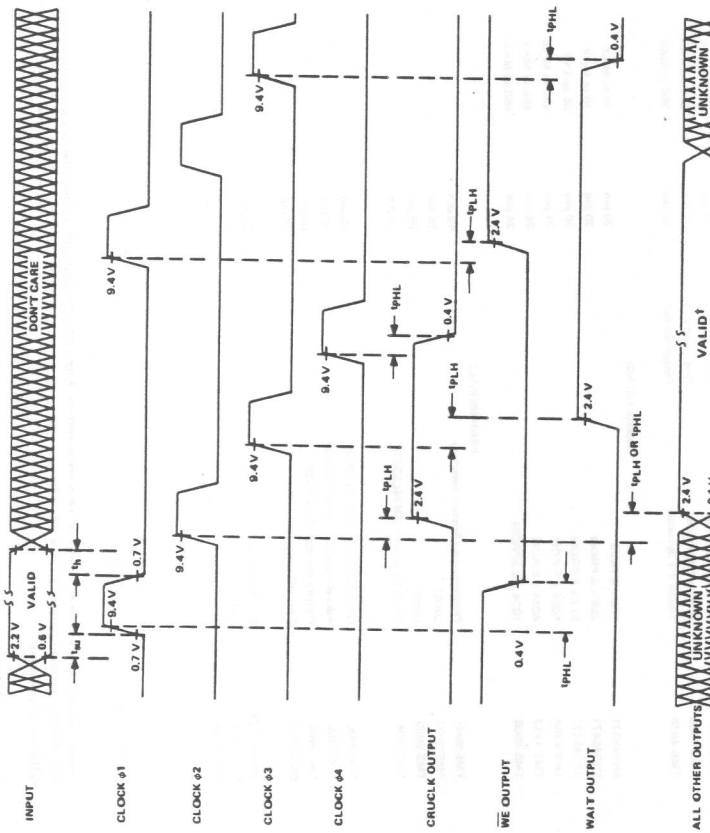 INPUT
2.2 V
0.6 V
VALID
DON'T CARE
tsu
th
CLOCK φ1
0.7 V
9.4 V
0.7 V
9.4 V
CLOCK φ2
9.4 V
CLOCK φ3
9.4 V
9.4 V
CLOCK φ4
9.4 V
CRUCLK OUTPUT
tPLH
2.4 V
tPHL
0.4 V
WE OUTPUT
0.4 V
tPHL
tPLH
2.4 V
WAIT OUTPUT
tPLH
2.4 V
tPHL
0.4 V
ALL OTHER OUTPUTS
UNKNOWN
tPLH OR tPHL
2.4 V
VALID†
UNKNOWN